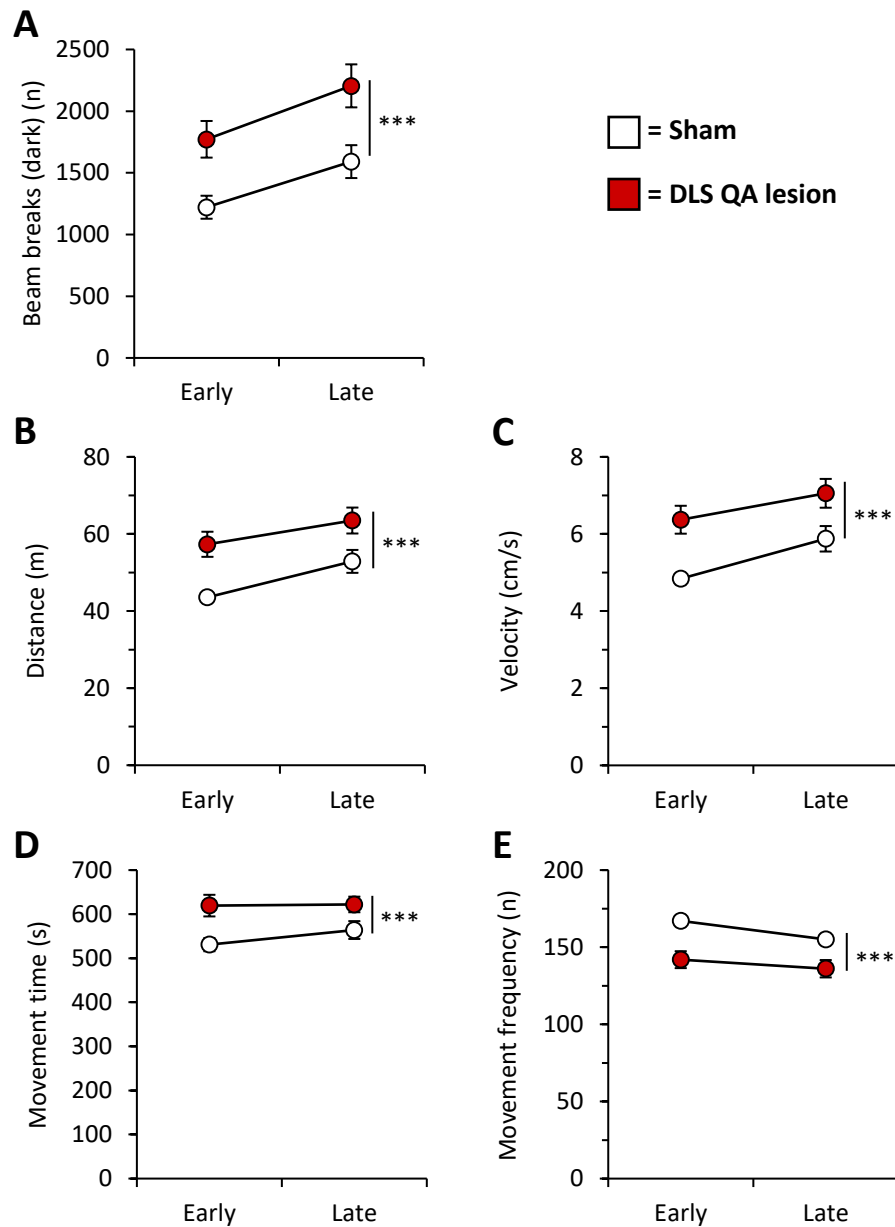 A
Beam breaks (dark) (n)
2500
2000
1500
1000
500
0
Early Late
***
= Sham
= DLS QA lesion
B
Distance (m)
80
60
40
20
0
Early Late
***
C
Velocity (cm/s)
8
6
4
2
0
Early Late
***
D
Movement time (s)
700
600
500
400
300
200
100
0
Early Late
***
E
Movement frequency (n)
200
150
100
50
0
Early Late
***